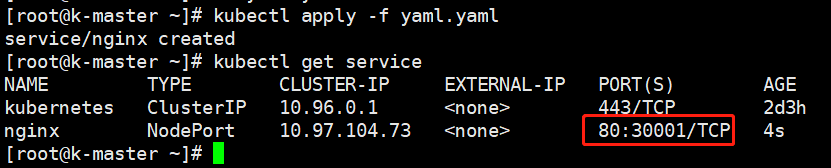 [root@k-master ~]# kubectl apply -f yaml.yaml
service/nginx created
[root@k-master ~]# kubectl get service
NAME         TYPE        CLUSTER-IP     EXTERNAL-IP   PORT(S)        AGE
kubernetes   ClusterIP   10.96.0.1      <none>        443/TCP        2d3h
nginx        NodePort    10.97.104.73   <none>        80:30001/TCP   4s
[root@k-master ~]#